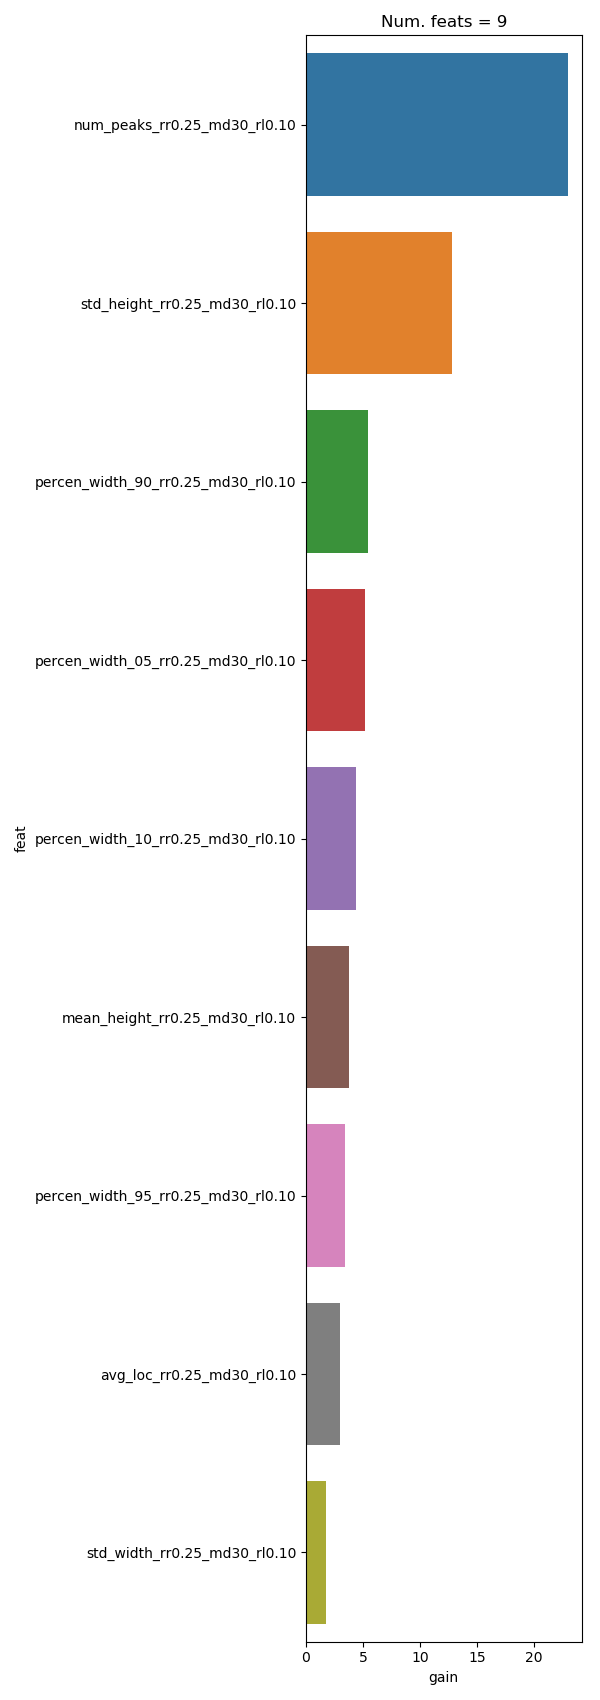 Num. feats = 9
num_peaks_rr0.25_md30_rl0.10
std_height_rr0.25_md30_rl0.10
percen_width_90_rr0.25_md30_rl0.10
percen_width_05_rr0.25_md30_rl0.10
percen_width_10_rr0.25_md30_rl0.10
mean_height_rr0.25_md30_rl0.10
percen_width_95_rr0.25_md30_rl0.10
avg_loc_rr0.25_md30_rl0.10
std_width_rr0.25_md30_rl0.10
feat
0 5 10 15 20
gain